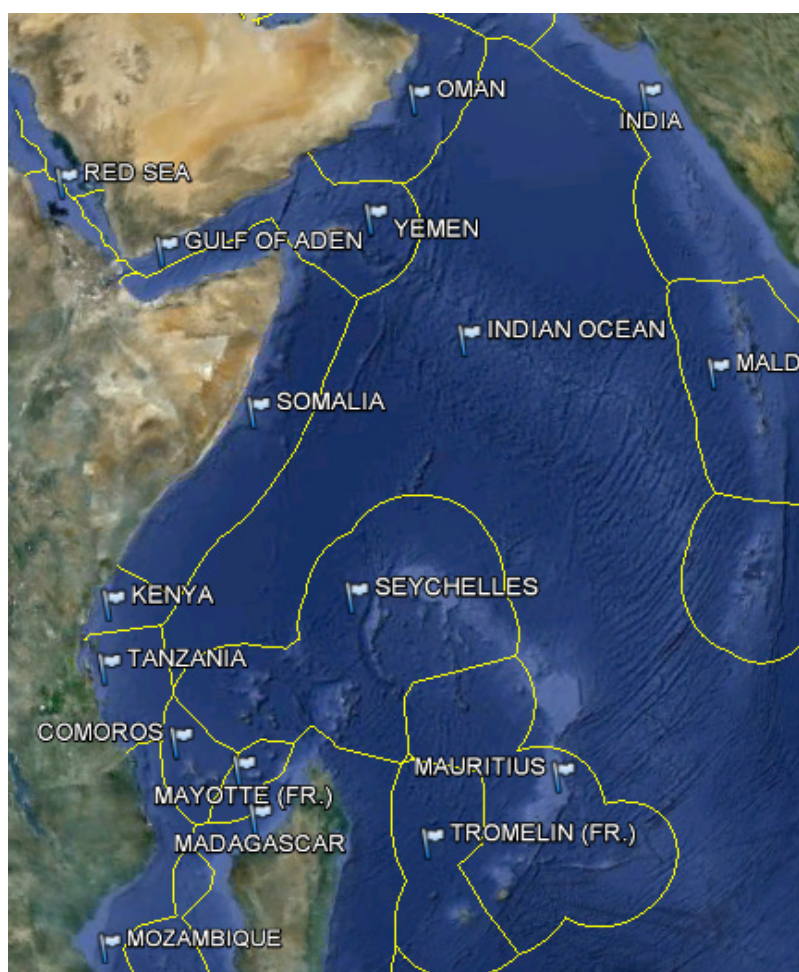 OMAN
INDIA
RED SEA
YEMEN
GULF OF ADEN
INDIAN OCEAN
MALD
SOMALIA
SEYCHELLES
KENYA
TANZANIA
COMOROS
MAURITIUS
MAYOTTE (FR.)
MADAGASCAR
TROMELIN (FR.)
MOZAMBIQUE